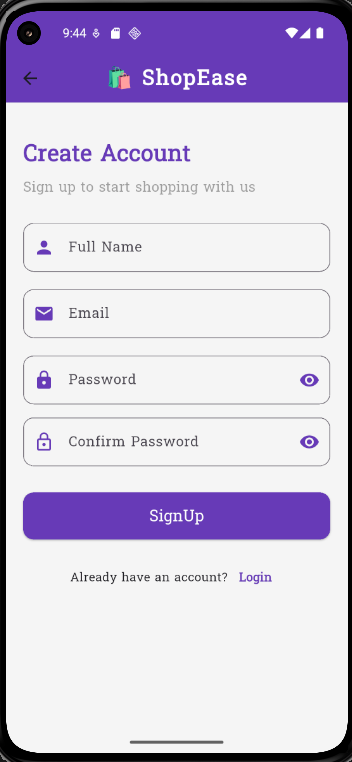 9:44
ShopEase
Create Account
Sign up to start shopping with us
Full Name
Email
Password
Confirm Password
SignUp
Already have an account? Login